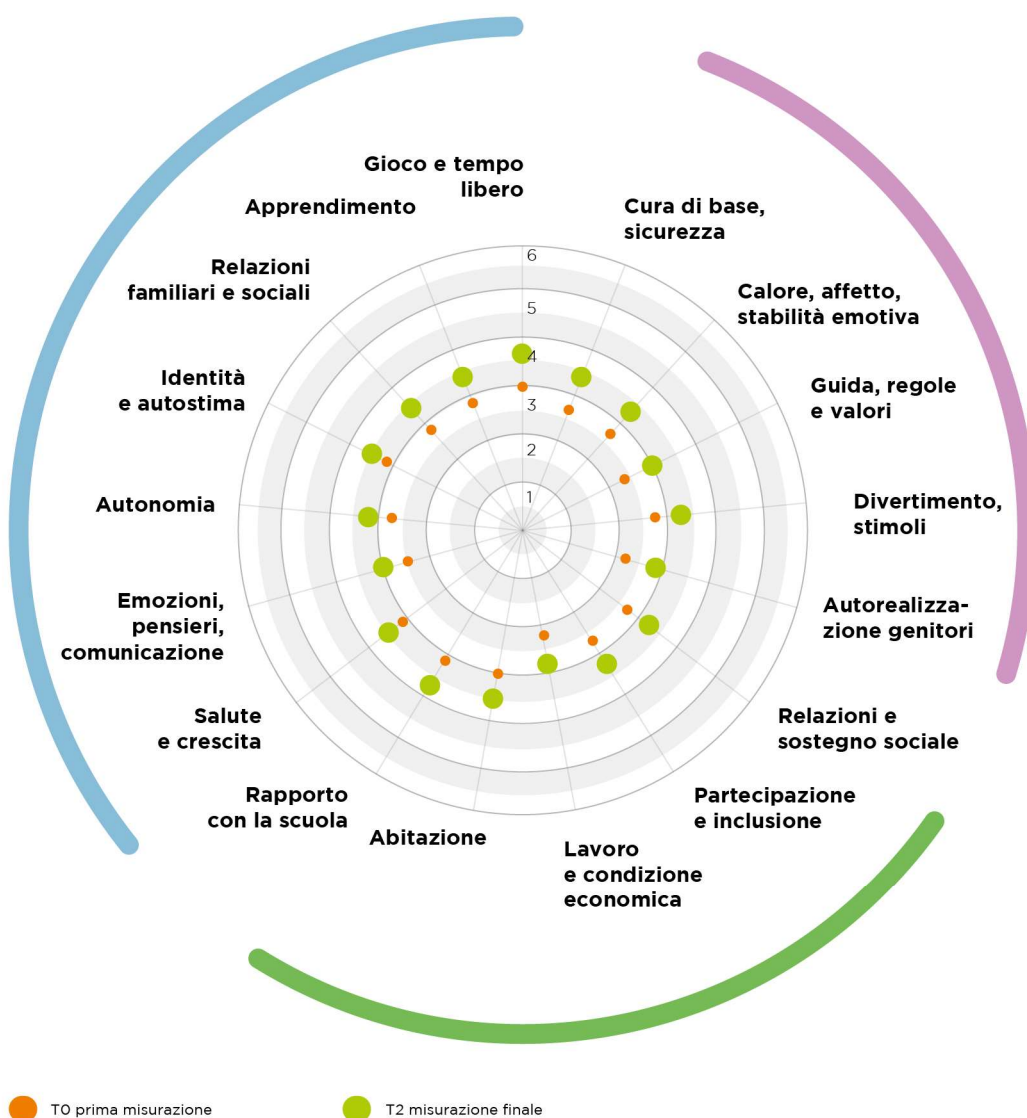 Gioco e tempo
libero
Apprendimento
Cura di base,
sicurezza
Relazioni
familiari e sociali
Calore, affetto,
stabilità emotiva
Identità
e autostima
Guida, regole
e valori
Autonomia
Divertimento,
stimoli
Emozioni,
pensieri,
comunicazione
Autorealizza-
zione genitori
Salute
e crescita
Relazioni e
sostegno sociale
Rapporto
con la scuola
Partecipazione
e inclusione
Abitazione
Lavoro
e condizione
economica
6
5
4
3
2
1
T0 prima misurazione
T2 misurazione finale